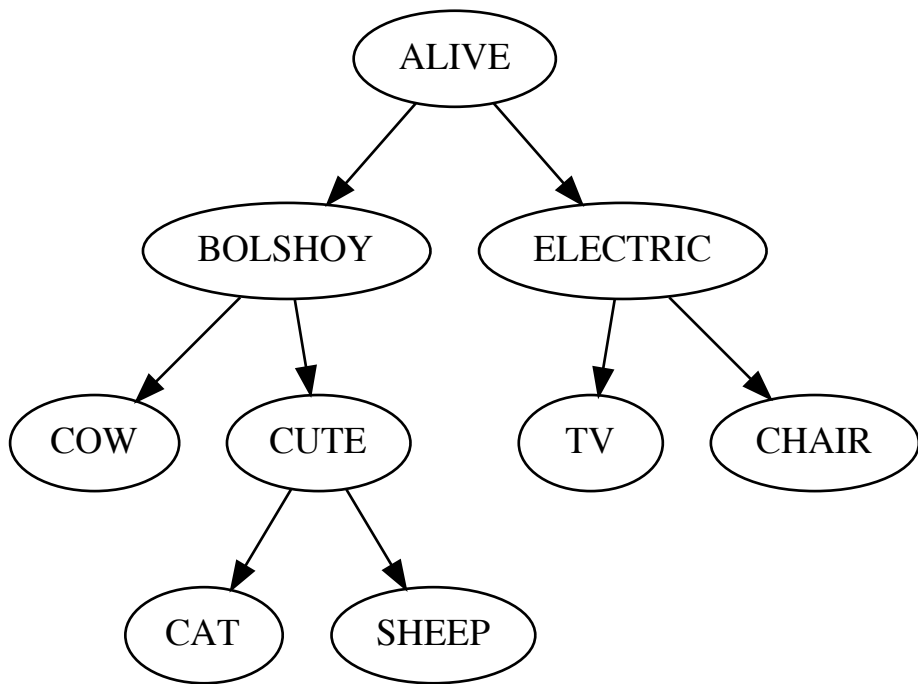 ALIVE
BOLSHOY
ELECTRIC
COW
CUTE
TV
CHAIR
CAT
SHEEP